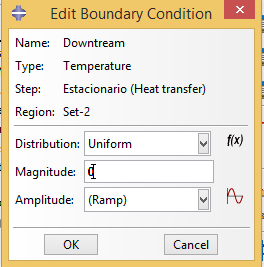 Edit Boundary Condition
Name: Downtream
Type: Temperature
Step: Estacionario (Heat transfer)
Region: Set-2
Distribution: Uniform f(x)
Magnitude: 0
Amplitude: (Ramp)
OK Cancel